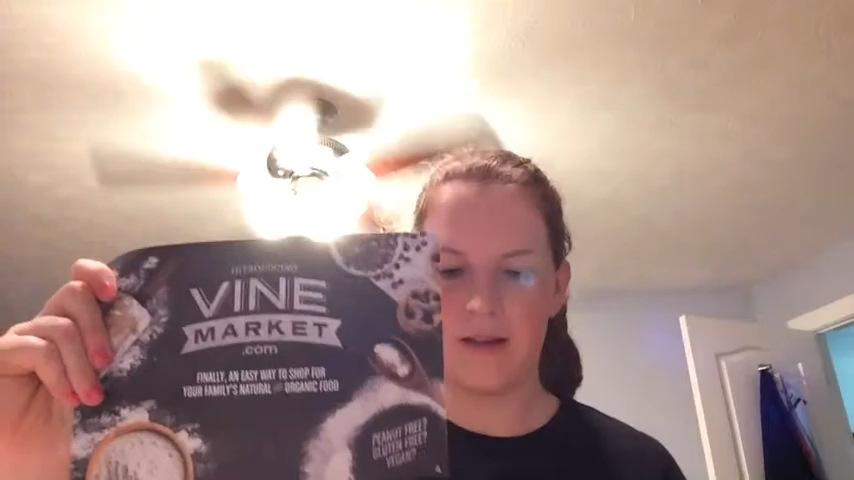 INTRODUCING
VINE
MARKET
.com
FINALLY, AN EASY WAY TO SHOP FOR
YOUR FAMILY'S NATURAL AND ORGANIC FOOD
PEANUT FREE?
GLUTEN FREE?
VEGAN?